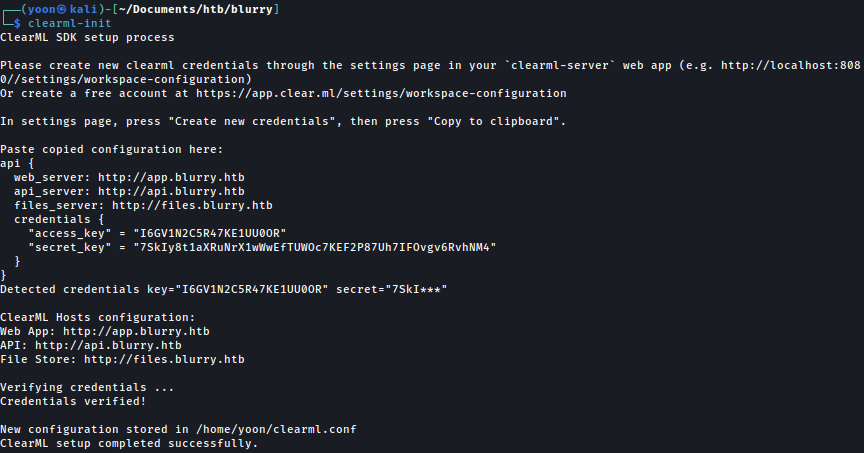 ┌──(yoon㉿kali)-[~/Documents/htb/blurry]
└─$ clearml-init
ClearML SDK setup process

Please create new clearml credentials through the settings page in your `clearml-server` web app (e.g. http://localhost:808
0//settings/workspace-configuration)
Or create a free account at https://app.clear.ml/settings/workspace-configuration

In settings page, press "Create new credentials", then press "Copy to clipboard".

Paste copied configuration here:
api {
  web_server: http://app.blurry.htb
  api_server: http://api.blurry.htb
  files_server: http://files.blurry.htb
  credentials {
    "access_key" = "I6GV1N2C5R47KE1UU0OR"
    "secret_key" = "7SkIy8t1aXRuNrX1wWwEfTUWOc7KEF2P87Uh7IFOvgv6RvhNM4"
  }
}
Detected credentials key="I6GV1N2C5R47KE1UU0OR" secret="7SkI***"

ClearML Hosts configuration:
Web App: http://app.blurry.htb
API: http://api.blurry.htb
File Store: http://files.blurry.htb

Verifying credentials ...
Credentials verified!

New configuration stored in /home/yoon/clearml.conf
ClearML setup completed successfully.